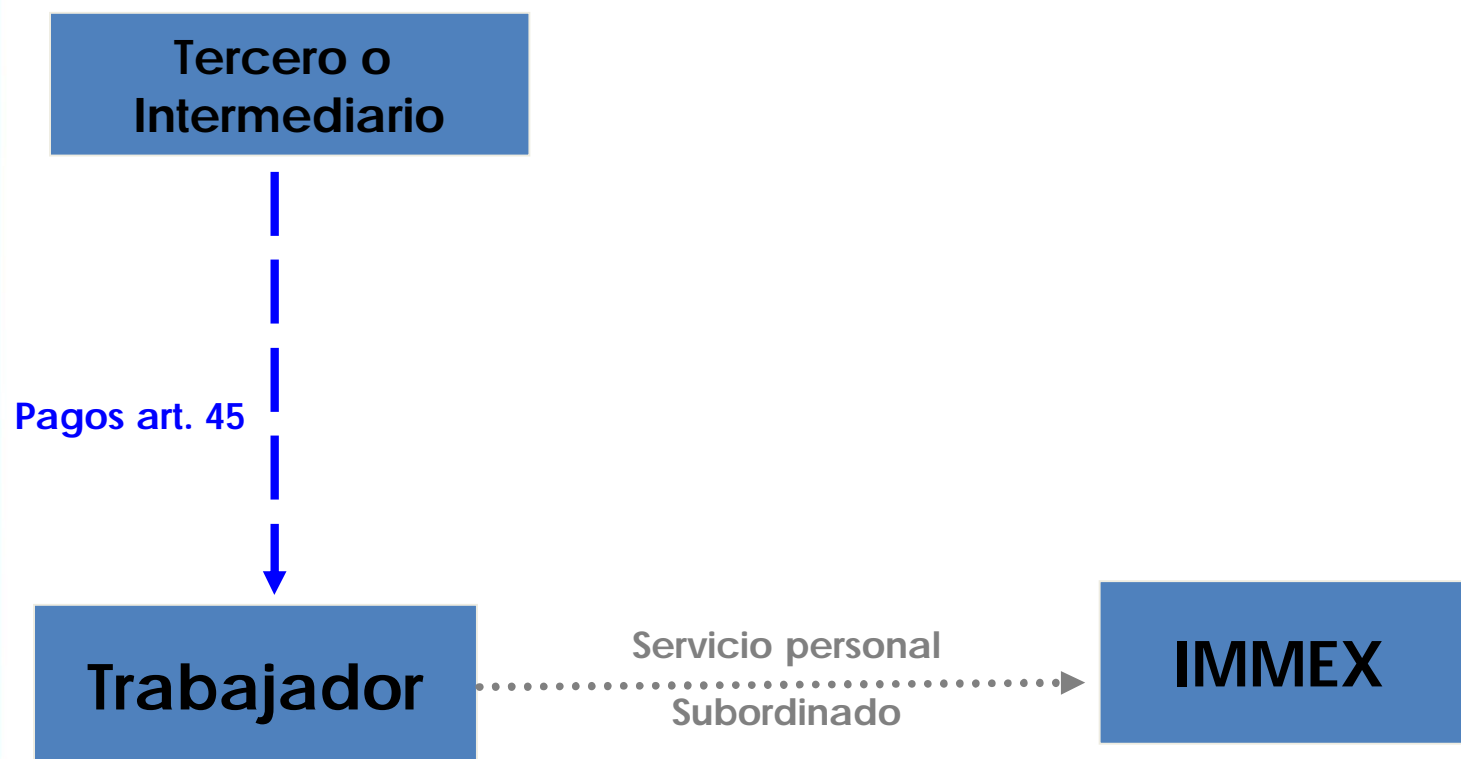 Tercero o
Intermediario
Pagos art. 45
Trabajador
Servicio personal
Subordinado
IMMEX